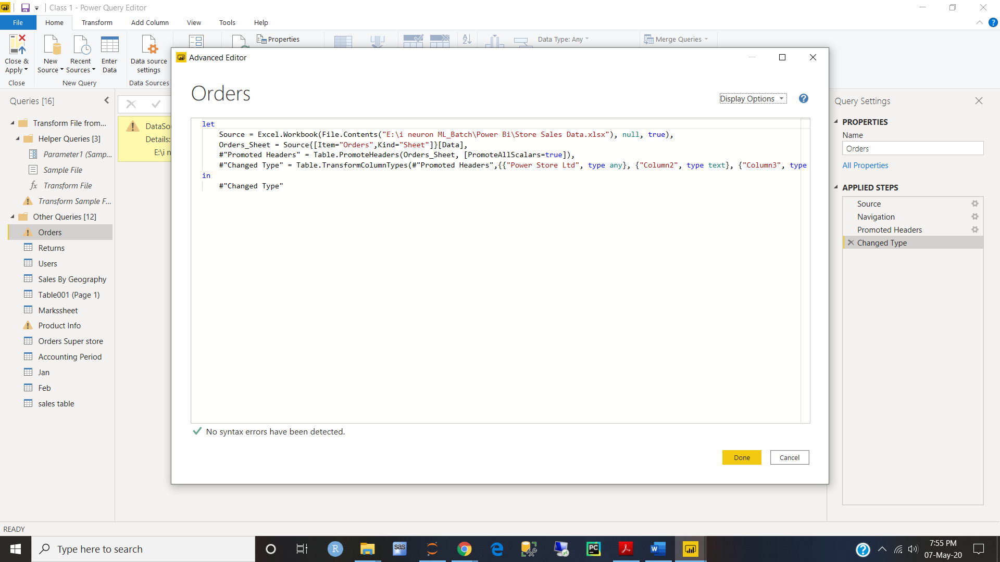 Class 1 - Power Query Editor
File Home Transform Add Column View Tools Help
Close & Apply
New Source
Recent Sources
Enter Data
Data source settings
Properties
Data Type: Any
Merge Queries
Close
New Query
Data Sources
Queries [16]
Transform File from...
Helper Queries [3]
Parameter1 (Samp...
Sample File
fx Transform File
Transform Sample F...
Other Queries [12]
Orders
Returns
Users
Sales By Geography
Table001 (Page 1)
Markssheet
Product Info
Orders Super store
Accounting Period
Jan
Feb
sales table
DataSo
Details:
E:\i n
Advanced Editor
Orders
Display Options
let
Source = Excel.Workbook(File.Contents("E:\i neuron ML_Batch\Power Bi\Store Sales Data.xlsx"), null, true),
Orders_Sheet = Source{[Item="Orders",Kind="Sheet"]}[Data],
#"Promoted Headers" = Table.PromoteHeaders(Orders_Sheet, [PromoteAllScalars=true]),
#"Changed Type" = Table.TransformColumnTypes(#"Promoted Headers",{{"Power Store Ltd", type any}, {"Column2", type text}, {"Column3", type
in
#"Changed Type"
No syntax errors have been detected.
Done
Cancel
Query Settings
PROPERTIES
Name
Orders
All Properties
APPLIED STEPS
Source
Navigation
Promoted Headers
Changed Type
READY
Type here to search
R
sas
PC
7:55 PM
07-May-20